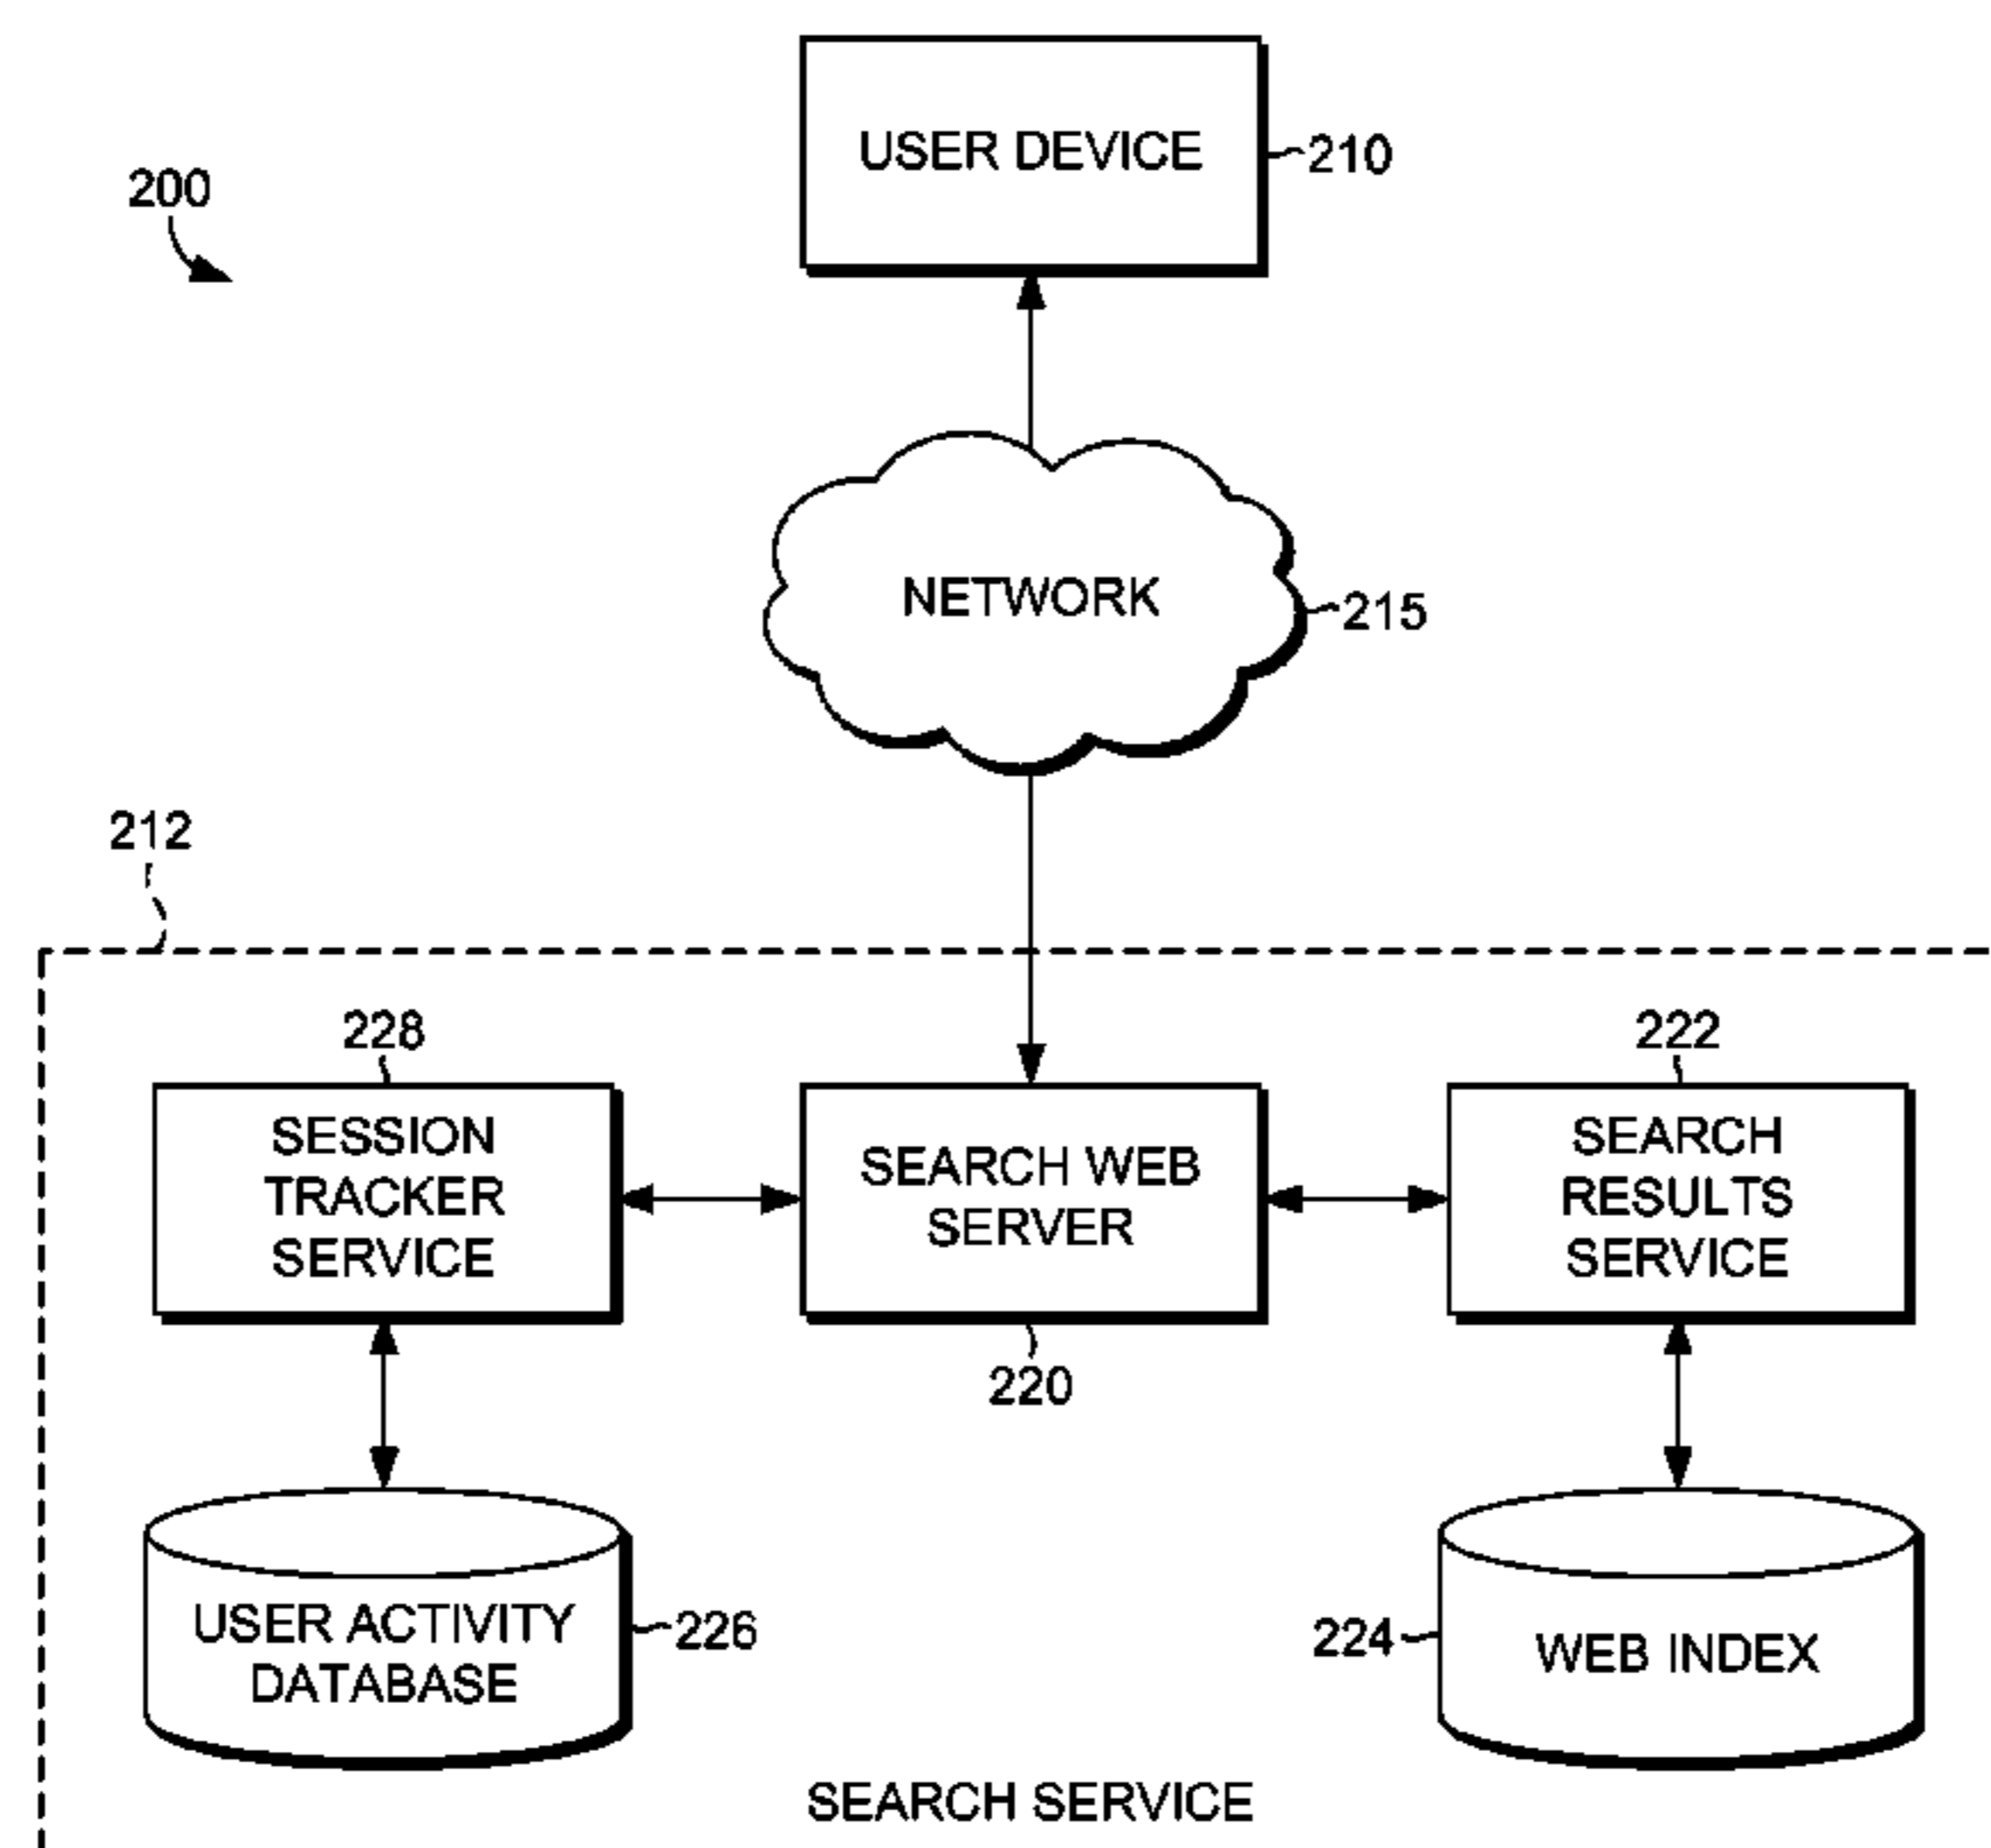 USER DEVICE
210
200
NETWORK
215
212
228
222
SESSION
TRACKER
SERVICE
SEARCH WEB
SERVER
SEARCH
RESULTS
SERVICE
220
USER ACTIVITY
DATABASE
226
224
WEB INDEX
SEARCH SERVICE